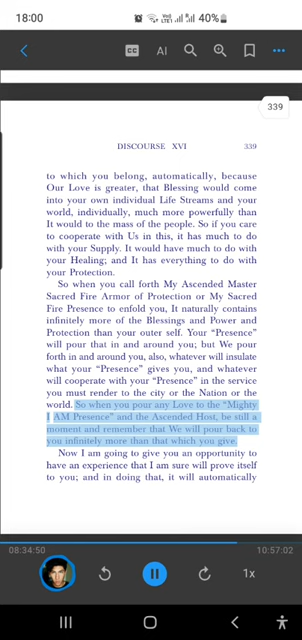 18:00
40%
CC
AI
339
DISCOURSE XVI 339
to which you belong, automatically, because
Our Love is greater, that Blessing would come
into your own individual Life Streams and your
world, individually, much more powerfully than
It would to the mass of the people. So if you care
to cooperate with Us in this, it has much to do
with your Supply. It would have much to do with
your Healing; and It has everything to do with
your Protection.
So when you call forth My Ascended Master
Sacred Fire Armor of Protection or My Sacred
Fire Presence to enfold you, It naturally contains
infinitely more of the Blessings and Power and
Protection than your outer self. Your “Presence”
will pour that in and around you; but We pour
forth in and around you, also, whatever will insulate
what your “Presence” gives you, and whatever
will cooperate with your “Presence” in the service
you must render to the city or the Nation or the
world. So when you pour any Love to the “Mighty
I AM Presence” and the Ascended Host, be still a
moment and remember that We will pour back to
you infinitely more than that which you give.
Now I am going to give you an opportunity to
have an experience that I am sure will prove itself
to you; and in doing that, it will automatically
08:34:50 10:57:02
1x